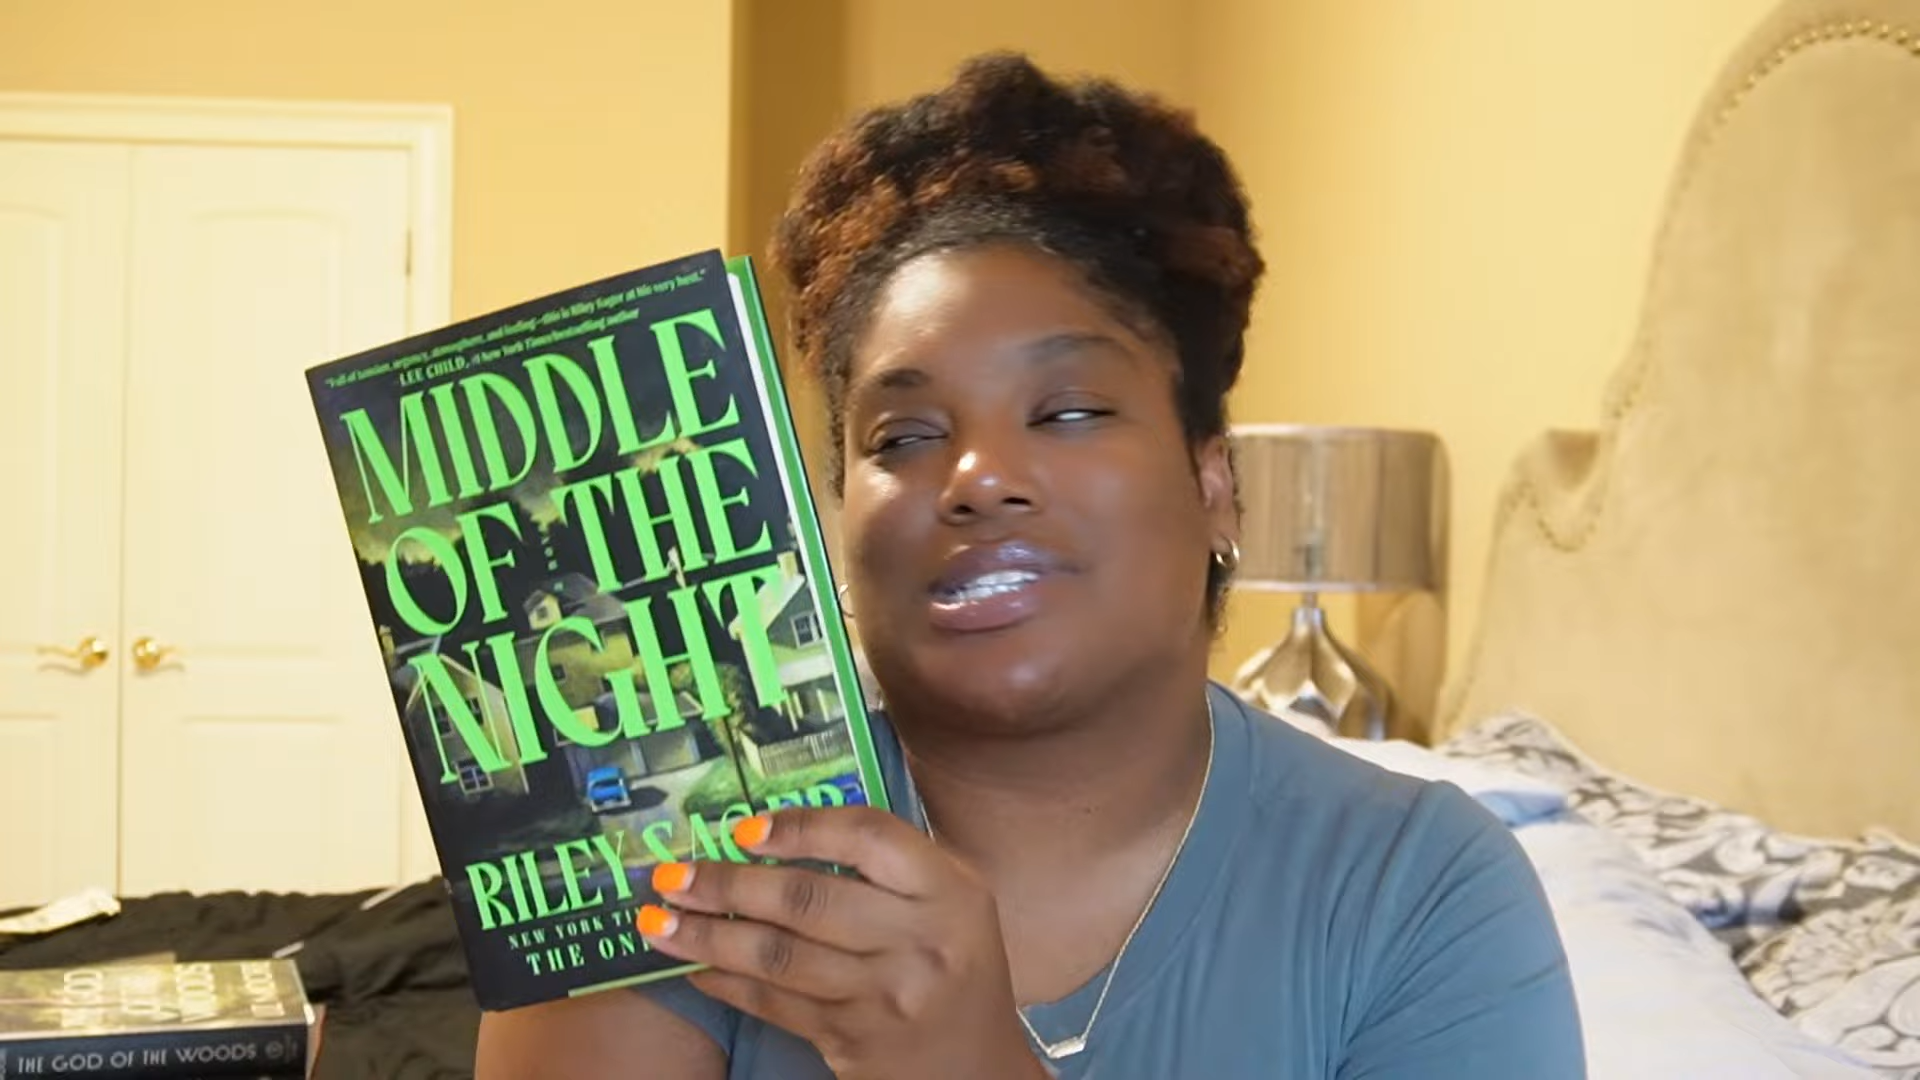 "Full of tension, urgency, atmosphere, and feeling—this is Riley Sager at his very best."
LEE CHILD, #1 New York Times bestselling author
MIDDLE
OF THE
NIGHT
RILEY SAGER
NEW YORK
THE
THE GOD OF THE WOODS